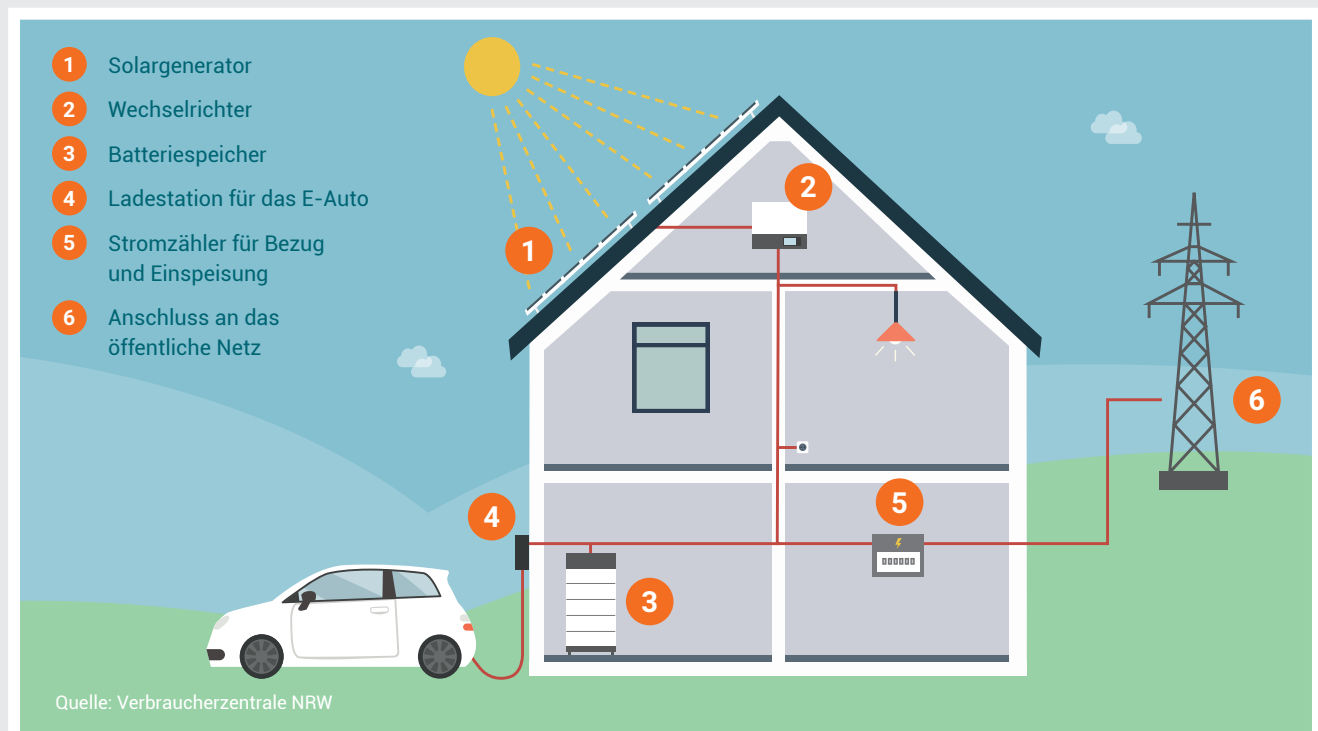 1 Solargenerator
2 Wechselrichter
3 Batteriespeicher
4 Ladestation für das E-Auto
5 Stromzähler für Bezug
und Einspeisung
6 Anschluss an das
öffentliche Netz
2
1
6
5
4
3
Quelle: Verbraucherzentrale NRW